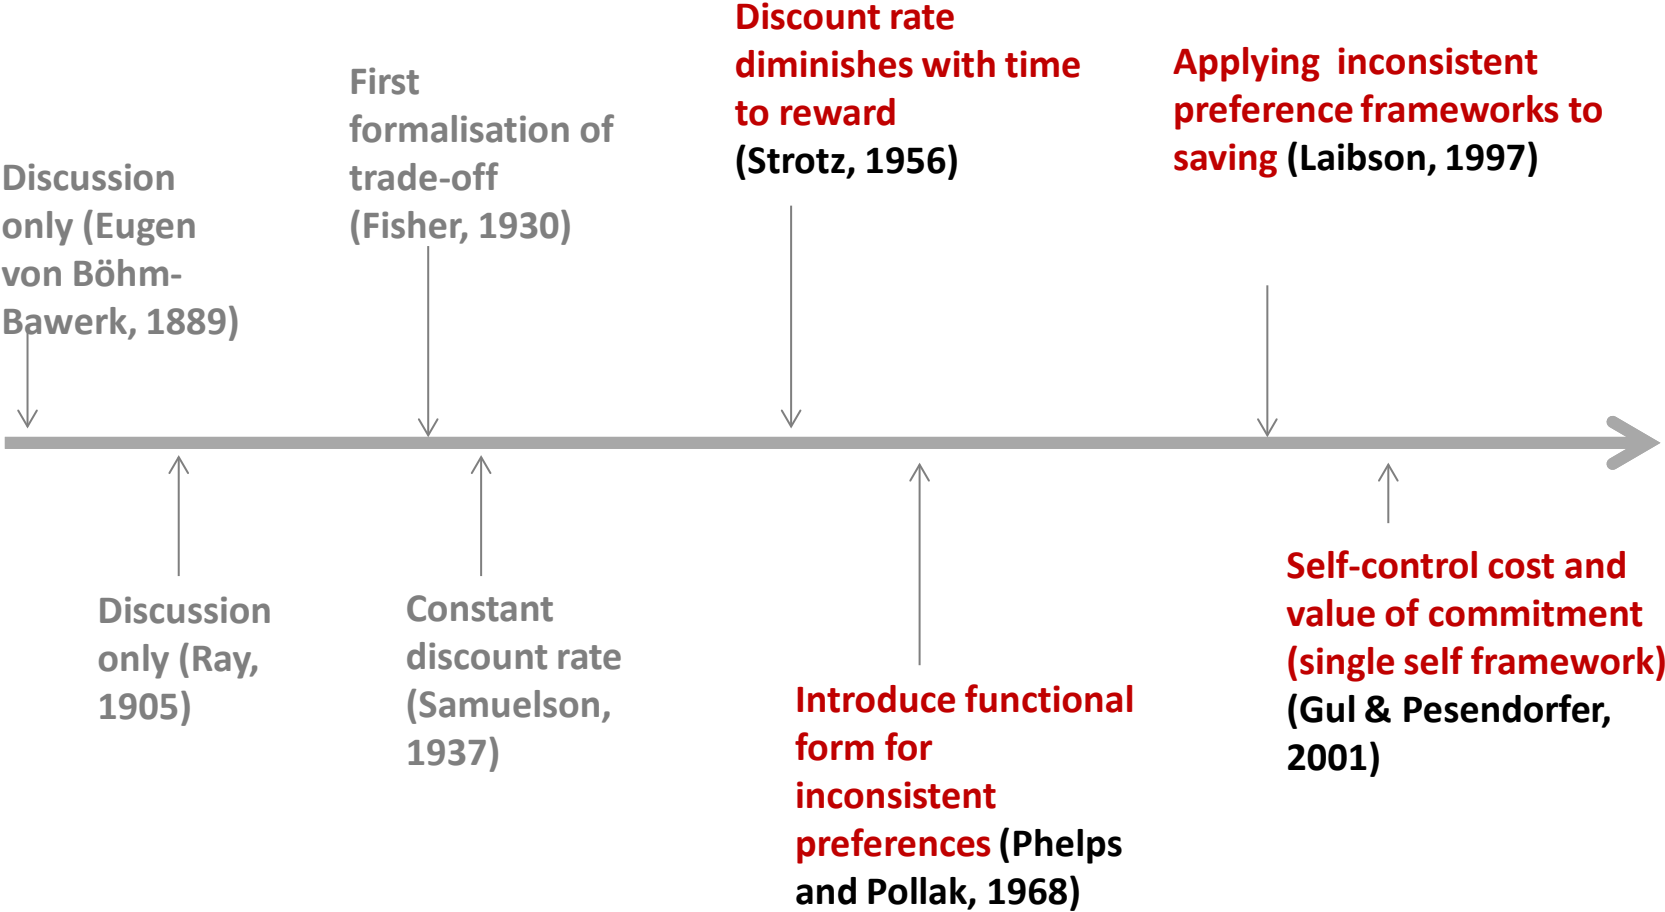 Discussion
only (Eugen
von Böhm-
Bawerk, 1889)
First
formalisation of
trade-off
(Fisher, 1930)
Discount rate
diminishes with time
to reward
(Strotz, 1956)
Applying  inconsistent
preference frameworks to
saving (Laibson, 1997)
Discussion
only (Ray,
1905)
Constant
discount rate
(Samuelson,
1937)
Introduce functional
form for
inconsistent
preferences (Phelps
and Pollak, 1968)
Self-control cost and
value of commitment
(single self framework)
(Gul & Pesendorfer,
2001)